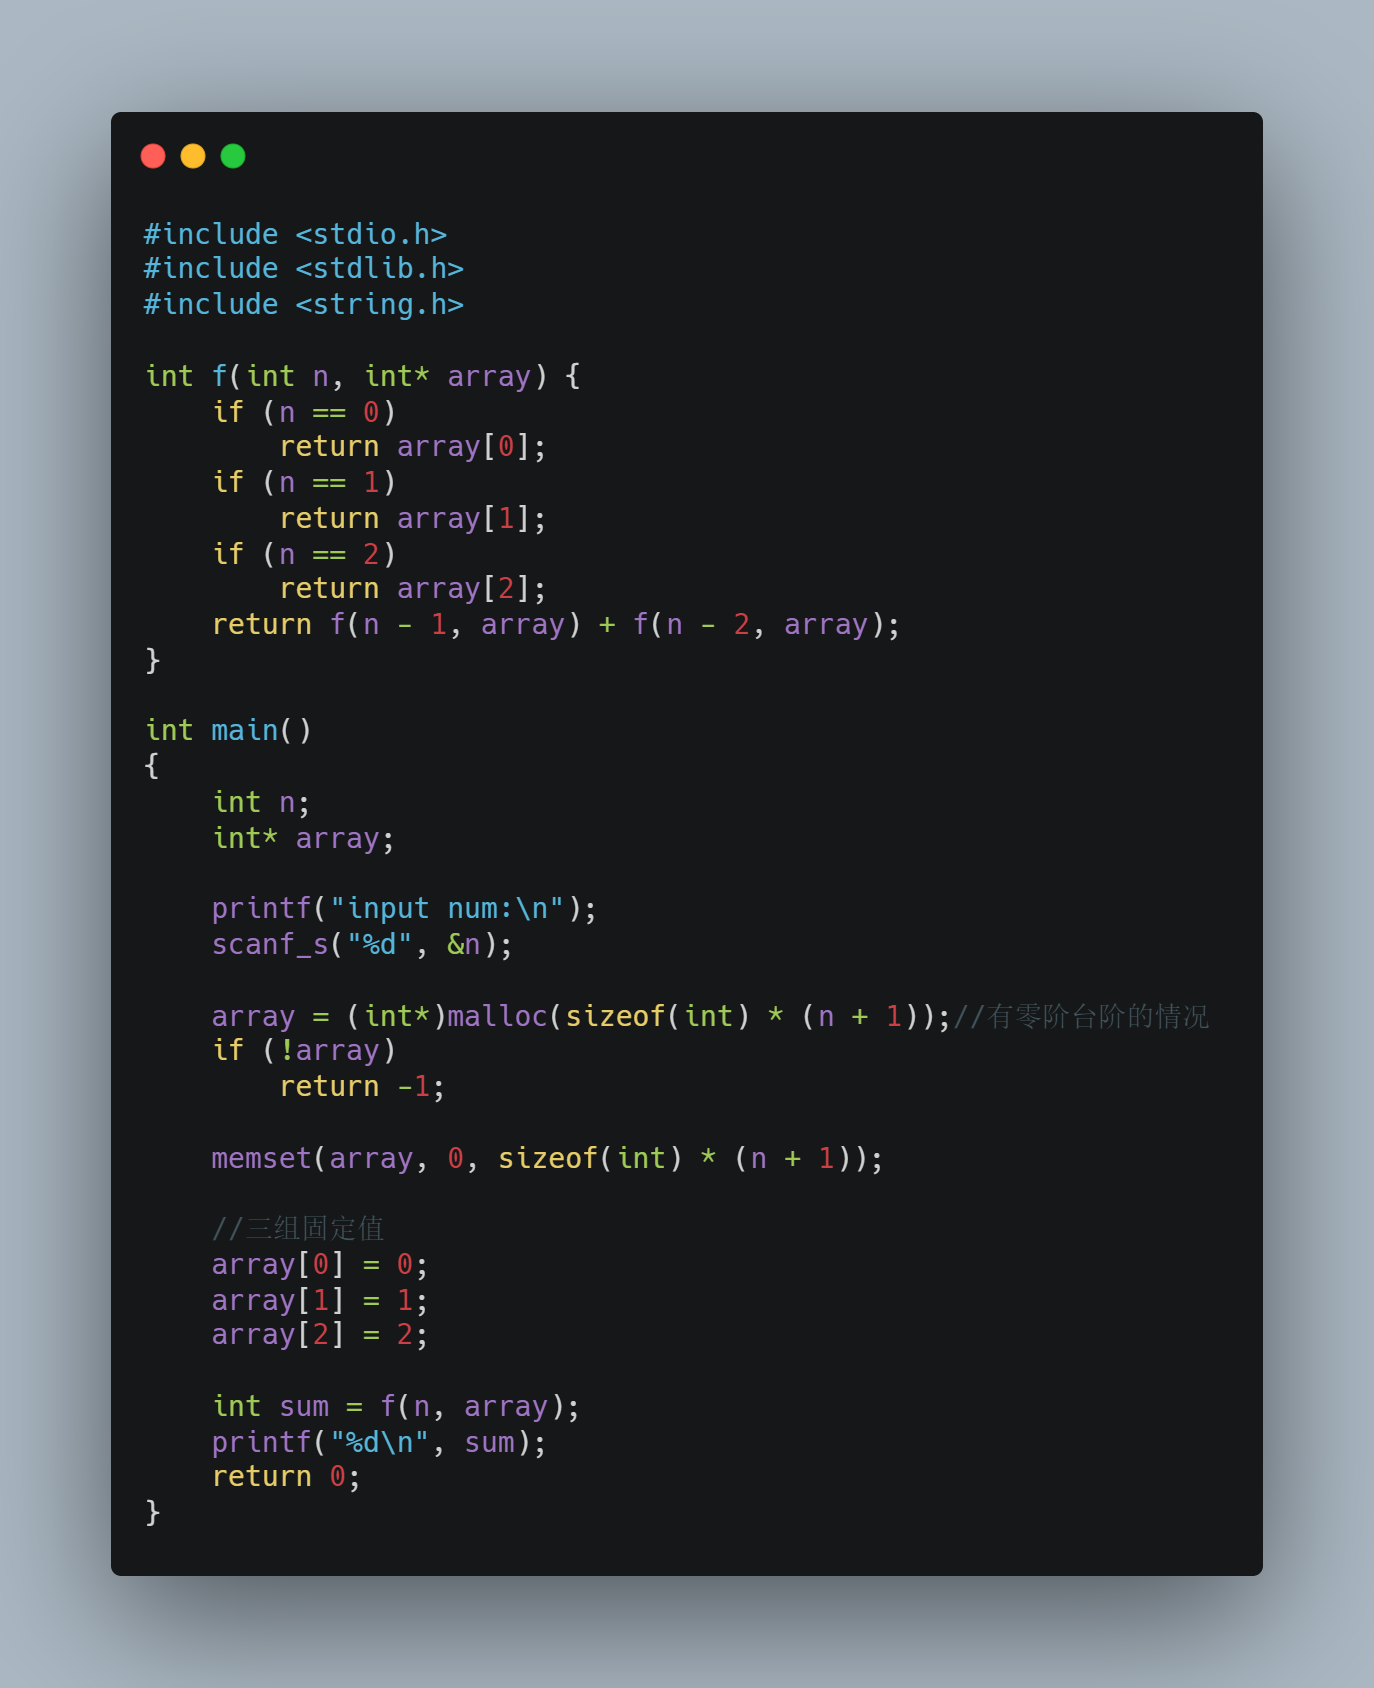 #include <stdio.h>
#include <stdlib.h>
#include <string.h>

int f(int n, int* array) {
    if (n == 0)
        return array[0];
    if (n == 1)
        return array[1];
    if (n == 2)
        return array[2];
    return f(n - 1, array) + f(n - 2, array);
}

int main()
{
    int n;
    int* array;

    printf("input num:\n");
    scanf_s("%d", &n);

    array = (int*)malloc(sizeof(int) * (n + 1));//有零阶台阶的情况
    if (!array)
        return -1;

    memset(array, 0, sizeof(int) * (n + 1));

    //三组固定值
    array[0] = 0;
    array[1] = 1;
    array[2] = 2;

    int sum = f(n, array);
    printf("%d\n", sum);
    return 0;
}